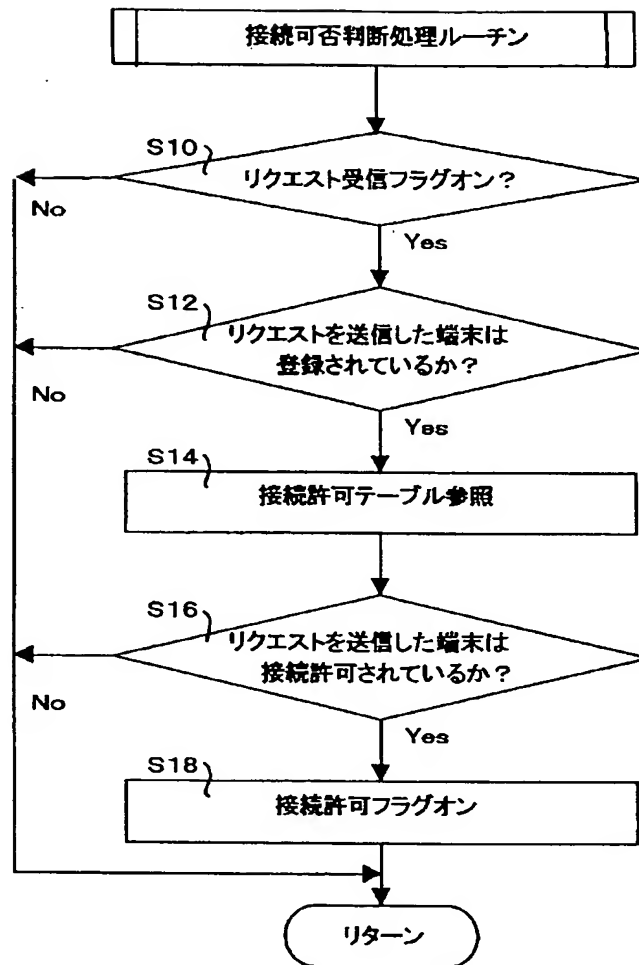 接続可否判断処理ルーチン
S10
リクエスト受信フラグオン?
No
Yes
S12
リクエストを送信した端末は
登録されているか?
No
Yes
S14
接続許可テーブル参照
S16
リクエストを送信した端末は
接続許可されているか?
No
Yes
S18
接続許可フラグオン
リターン